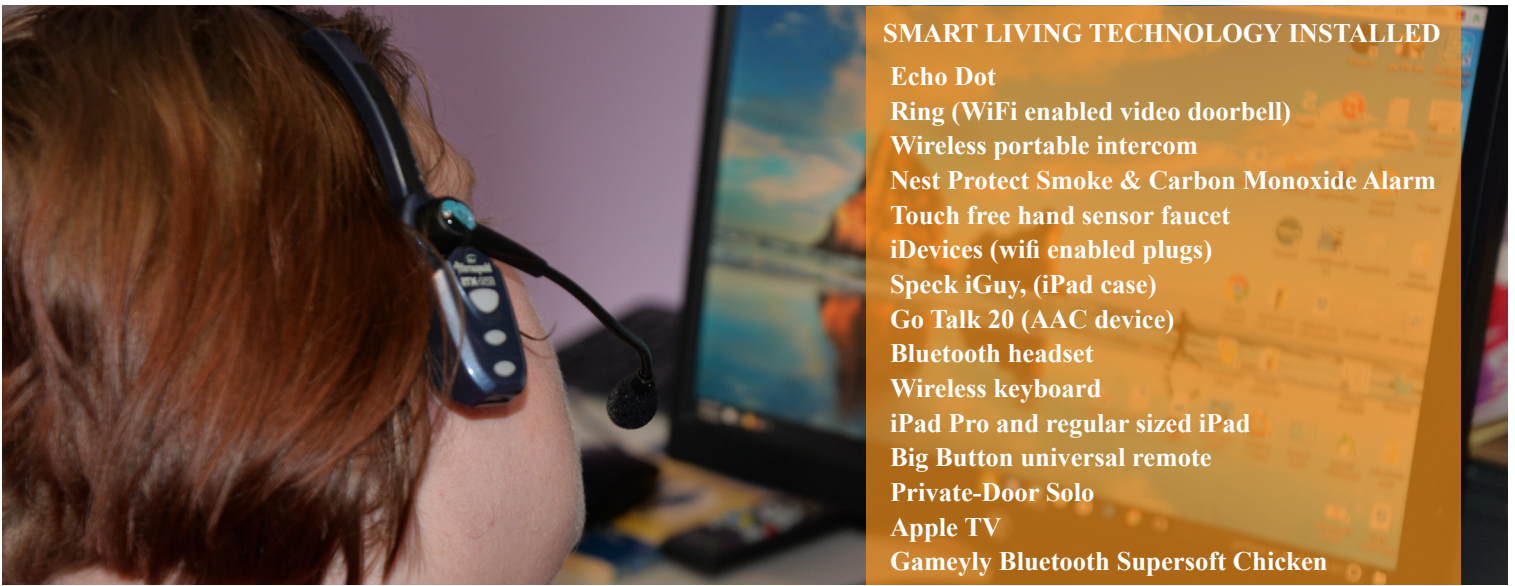 SMART LIVING TECHNOLOGY INSTALLED
Echo Dot
Ring (WiFi enabled video doorbell)
Wireless portable intercom
Nest Protect Smoke & Carbon Monoxide Alarm
Touch free hand sensor faucet
iDevices (wifi enabled plugs)
Speck iGuy, (iPad case)
Go Talk 20 (AAC device)
Bluetooth headset
Wireless keyboard
iPad Pro and regular sized iPad
Big Button universal remote
Private-Door Solo
Apple TV
Gameyly Bluetooth Supersoft Chicken